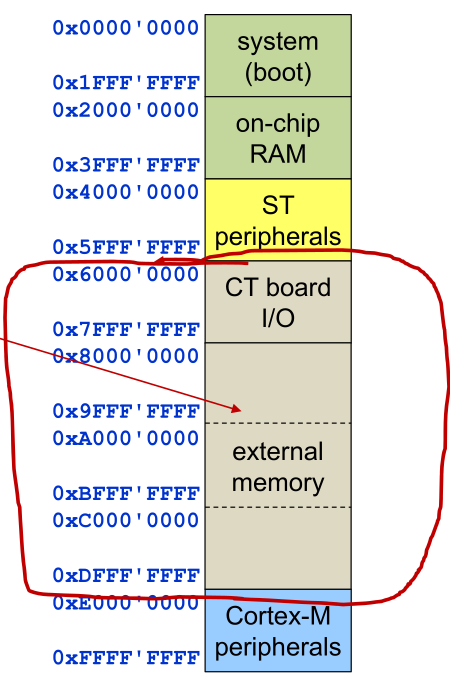 0x0000'0000
system
(boot)
0x1FFF'FFFF
0x2000'0000
on-chip
RAM
0x3FFF'FFFF
0x4000'0000
ST
peripherals
0x5FFF'FFFF
0x6000'0000
CT board
I/O
0x7FFF'FFFF
0x8000'0000
0x9FFF'FFFF
0xA000'0000
external
memory
0xBFFF'FFFF
0xC000'0000
0xDFFF'FFFF
0xE000'0000
Cortex-M
peripherals
0xFFFF'FFFF